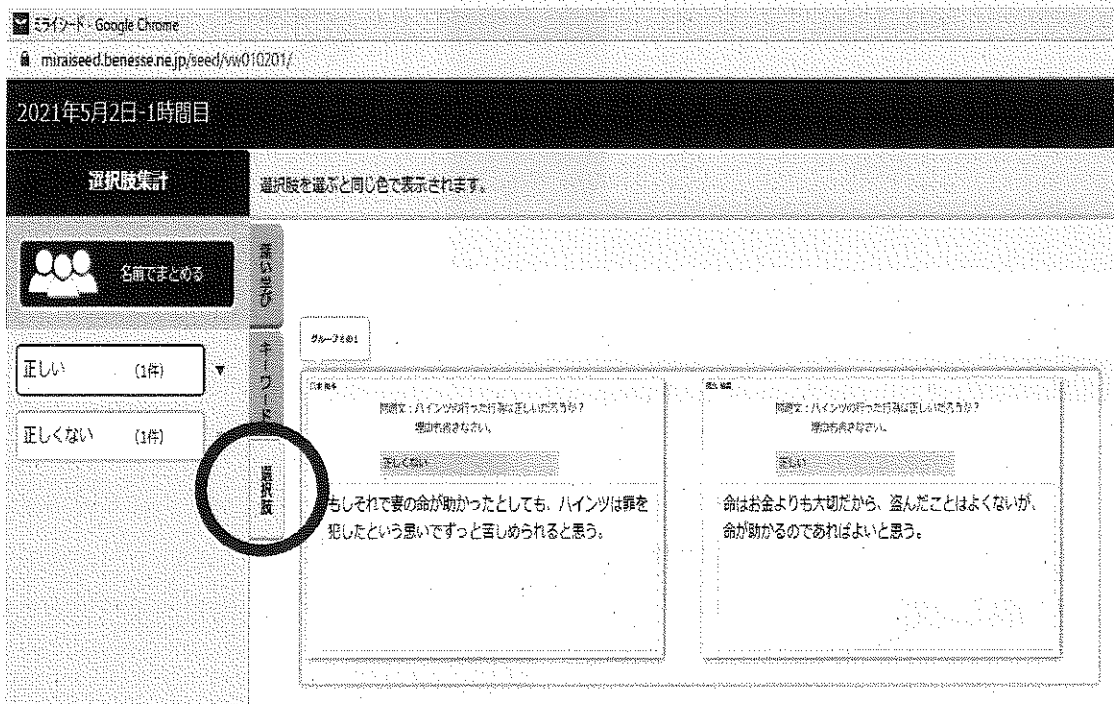 ミライシード - Google Chrome
miraiseed.benesse.ne.jp/seed/vw010201/
2021年5月2日-1時間目
選択肢集計
選択肢を選ぶと同じ色で表示されます。
名前でまとめる
キーワード
選択肢
正しい (1件) ▼
正しくない (1件)
グループその1
問題文：ハインツの行った行為は正しいだろうか？
理由も書きなさい。
正しくない
もしそれで妻の命が助かったとしても、ハインツは罪を
犯したという思いでずっと苦しめられると思う。
問題文：ハインツの行った行為は正しいだろうか？
理由も書きなさい。
正しい
命はお金よりも大切だから、盗んだことはよくないが、
命が助かるのであればよいと思う。